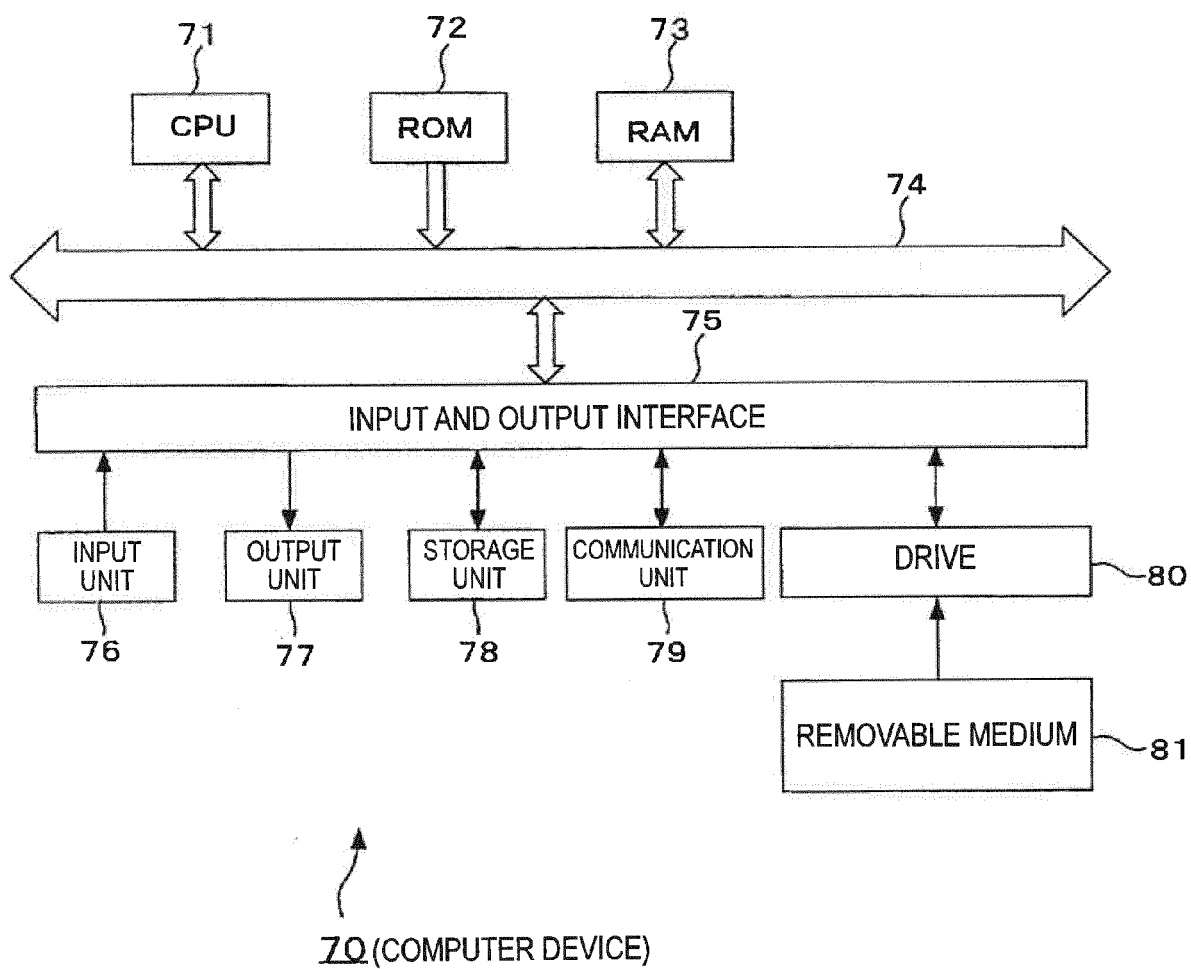 71
72
73
CPU
ROM
RAM
74
75
INPUT AND OUTPUT INTERFACE
INPUT
UNIT
OUTPUT
UNIT
STORAGE
UNIT
COMMUNICATION
UNIT
DRIVE
80
76
77
78
79
REMOVABLE MEDIUM
81
70 (COMPUTER DEVICE)